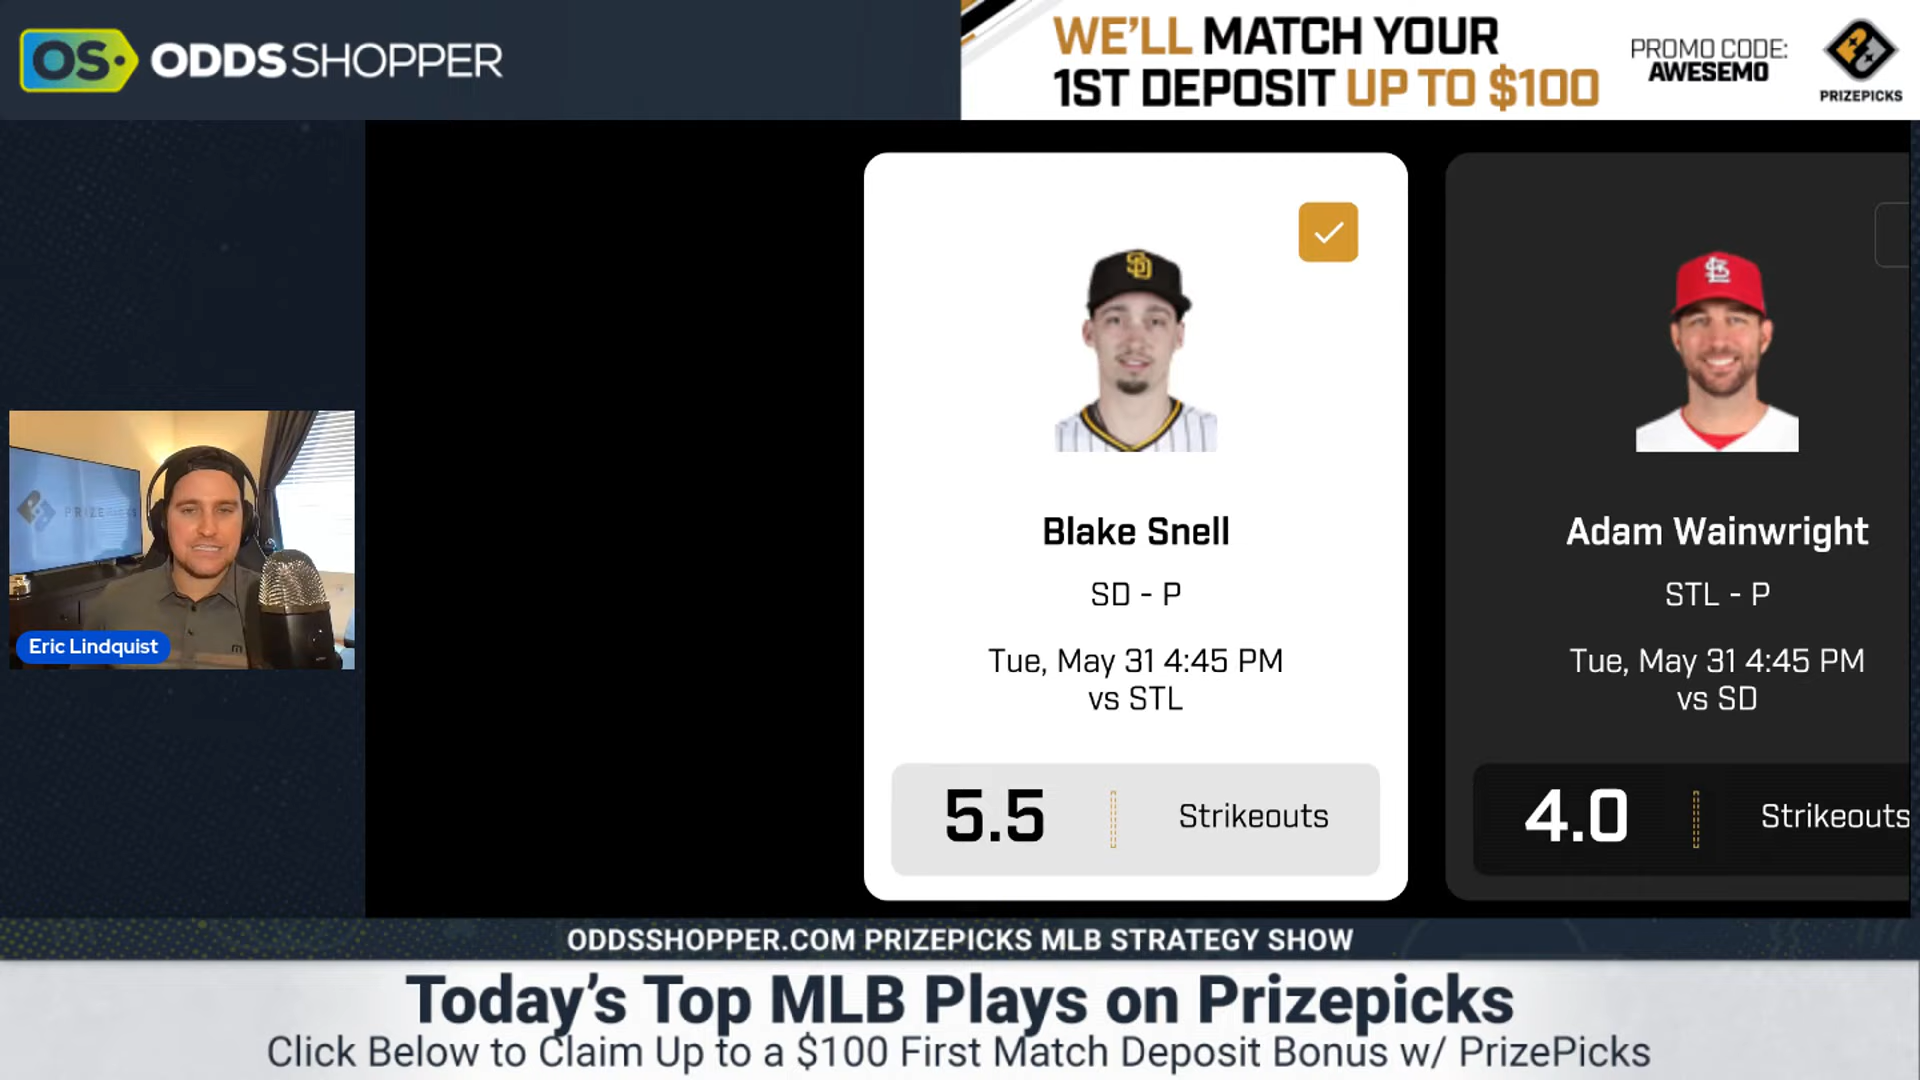 OS
ODDSSHOPPER
WE'LL MATCH YOUR
1ST DEPOSIT UP TO $100
PROMO CODE:
AWESEMO
PRIZEPICKS
SD
STL
Blake Snell
SD - P
Tue, May 31 4:45 PM
vs STL
5.5 Strikeouts
Adam Wainwright
STL - P
Tue, May 31 4:45 PM
vs SD
4.0 Strikeouts
Eric Lindquist
ODDSSHOPPER.COM PRIZEPICKS MLB STRATEGY SHOW
Today's Top MLB Plays on Prizepicks
Click Below to Claim Up to a $100 First Match Deposit Bonus w/ PrizePicks